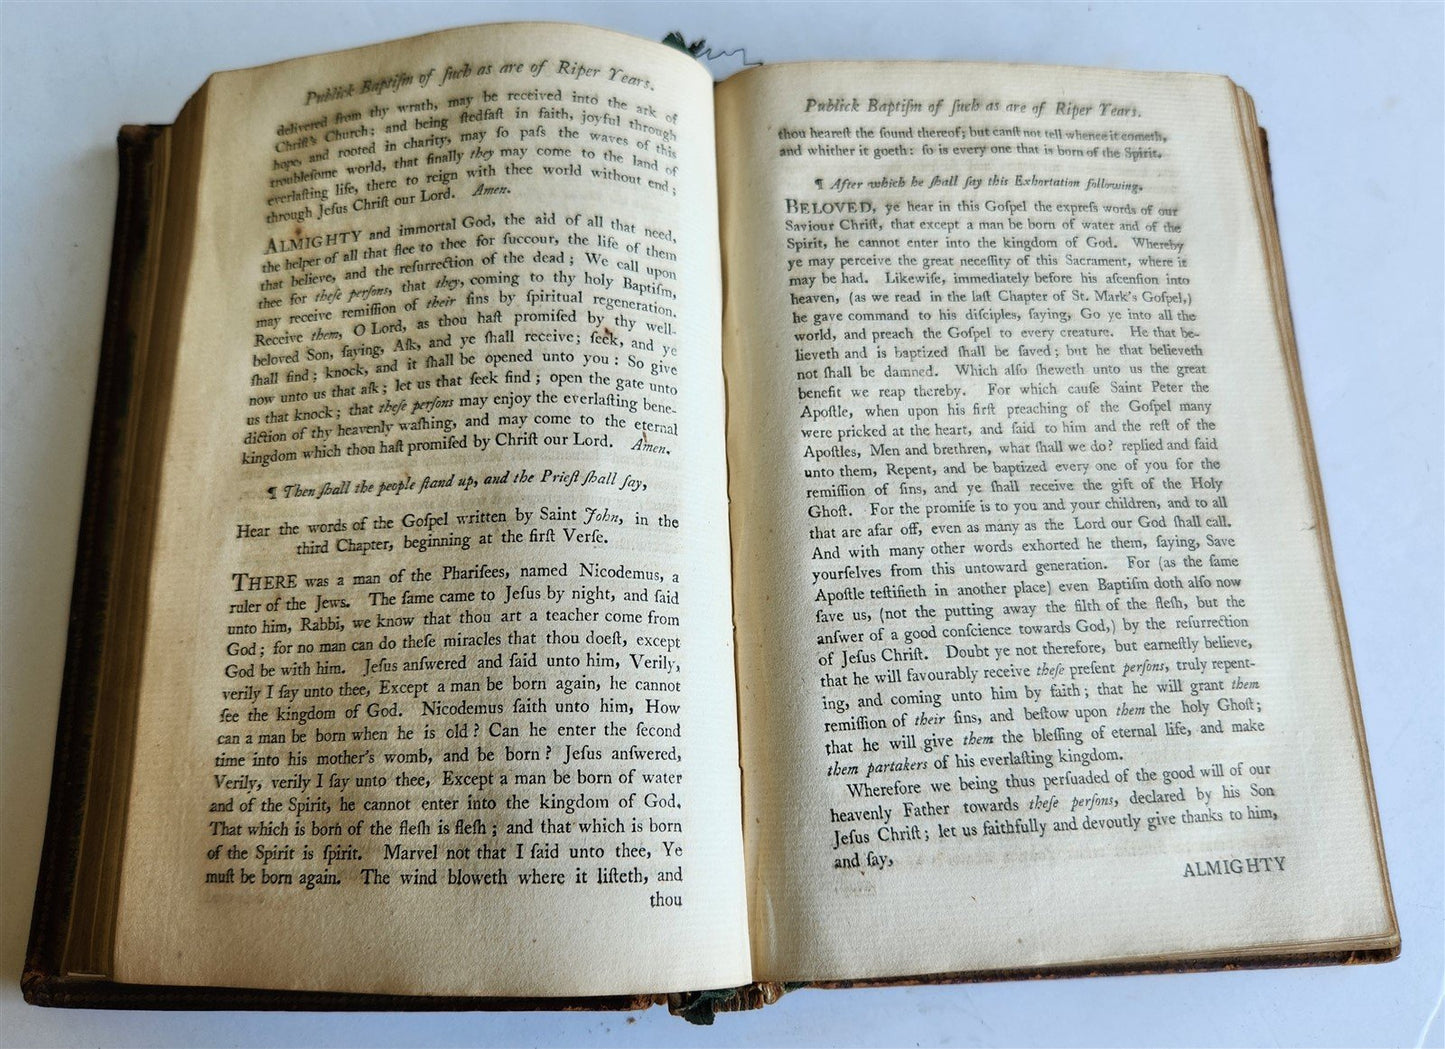 Publick Baptiſm of ſuch as are of Riper Years.
delivered from thy wrath, may be received into the ark of
Chriſt's Church; and being ſtedfaſt in faith, joyful through
hope, and rooted in charity, may ſo paſs the waves of this
troubleſome world, that finally they may come to the land of
everlaſting life, there to reign with thee world without end;
through Jeſus Chriſt our Lord. Amen.
ALMIGHTY and immortal God, the aid of all that need,
the helper of all that flee to thee for ſuccour, the life of them
that believe, and the reſurrection of the dead; We call upon
thee for theſe perſons, that they, coming to thy holy Baptiſm,
may receive remiſſion of their ſins by ſpiritual regeneration.
Receive them, O Lord, as thou haſt promiſed by thy well-
beloved Son, ſaying, Aſk, and ye ſhall receive; ſeek, and ye
ſhall find; knock, and it ſhall be opened unto you: So give
now unto us that aſk; let us that ſeek find; open the gate unto
us that knock; that theſe perſons may enjoy the everlaſting bene-
diction of thy heavenly waſhing, and may come to the eternal
kingdom which thou haſt promiſed by Chriſt our Lord. Amen.
¶ Then ſhall the people ſtand up, and the Prieſt ſhall ſay,
Hear the words of the Goſpel written by Saint John, in the
third Chapter, beginning at the firſt Verſe.
THERE was a man of the Phariſees, named Nicodemus, a
ruler of the Jews. The ſame came to Jeſus by night, and ſaid
unto him, Rabbi, we know that thou art a teacher come from
God; for no man can do theſe miracles that thou doeſt, except
God be with him. Jeſus anſwered and ſaid unto him, Verily,
verily I ſay unto thee, Except a man be born again, he cannot
ſee the kingdom of God. Nicodemus ſaith unto him, How
can a man be born when he is old? Can he enter the ſecond
time into his mother's womb, and be born? Jeſus anſwered,
Verily, verily I ſay unto thee, Except a man be born of water
and of the Spirit, he cannot enter into the kingdom of God.
That which is born of the fleſh is fleſh; and that which is born
of the Spirit is ſpirit. Marvel not that I ſaid unto thee, Ye
muſt be born again. The wind bloweth where it liſteth, and
thou
Publick Baptiſm of ſuch as are of Riper Years.
thou heareſt the ſound thereof; but canſt not tell whence it cometh,
and whither it goeth: ſo is every one that is born of the Spirit.
¶ After which he ſhall ſay this Exhortation following.
BELOVED, ye hear in this Goſpel the expreſs words of our
Saviour Chriſt, that except a man be born of water and of the
Spirit, he cannot enter into the kingdom of God. Whereby
ye may perceive the great neceſſity of this Sacrament, where it
may be had. Likewiſe, immediately before his aſcenſion into
heaven, (as we read in the laſt Chapter of St. Mark's Goſpel,)
he gave command to his diſciples, ſaying, Go ye into all the
world, and preach the Goſpel to every creature. He that be-
lieveth and is baptized ſhall be ſaved; but he that believeth
not ſhall be damned. Which alſo ſheweth unto us the great
benefit we reap thereby. For which cauſe Saint Peter the
Apoſtle, when upon his firſt preaching of the Goſpel many
were pricked at the heart, and ſaid to him and the reſt of the
Apoſtles, Men and brethren, what ſhall we do? replied and ſaid
unto them, Repent, and be baptized every one of you for the
remiſſion of ſins, and ye ſhall receive the gift of the Holy
Ghoſt. For the promiſe is to you and your children, and to all
that are afar off, even as many as the Lord our God ſhall call.
And with many other words exhorted he them, ſaying, Save
yourſelves from this untoward generation. For (as the ſame
Apoſtle teſtifieth in another place) even Baptiſm doth alſo now
ſave us, (not the putting away the filth of the fleſh, but the
anſwer of a good conſcience towards God,) by the reſurrection
of Jeſus Chriſt. Doubt ye not therefore, but earneſtly believe,
that he will favourably receive theſe preſent perſons, truly repent-
ing, and coming unto him by faith; that he will grant them
remiſſion of their ſins, and beſtow upon them the holy Ghoſt;
that he will give them the bleſſing of eternal life, and make
them partakers of his everlaſting kingdom.
Wherefore we being thus perſuaded of the good will of our
heavenly Father towards theſe perſons, declared by his Son
Jeſus Chriſt; let us faithfully and devoutly give thanks to him,
and ſay,
ALMIGHTY